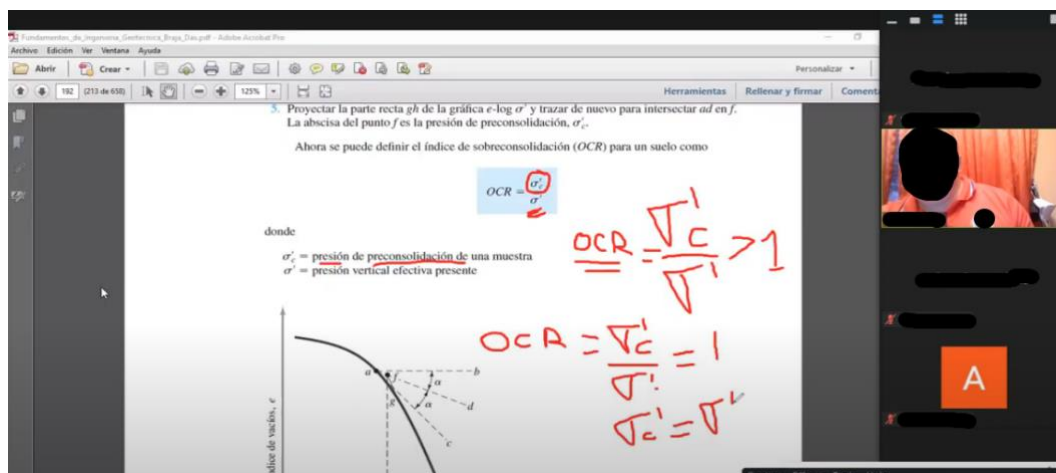 Fundamentos_de_Ingenieria_Geotecnica_Braja_Das.pdf - Adobe Acrobat Pro
Archivo Edición Ver Ventana Ayuda
Abrir Crear Personalizar
192 (213 de 658) 125% Herramientas Rellenar y firmar Comenta
5. Proyectar la parte recta gh de la gráfica e-log σ' y trazar de nuevo para intersectar ad en f.
La abscisa del punto f es la presión de preconsolidación, σ'c.
Ahora se puede definir el índice de sobreconsolidación (OCR) para un suelo como
OCR = σ'c / σ'
donde
σ'c = presión de preconsolidación de una muestra
σ' = presión vertical efectiva presente
OCR = σ'c / σ' > 1
OCR = σc' / σ' = 1
σc' = σ'
a f b
α
g d
α
c
índice de vacíos, e
A